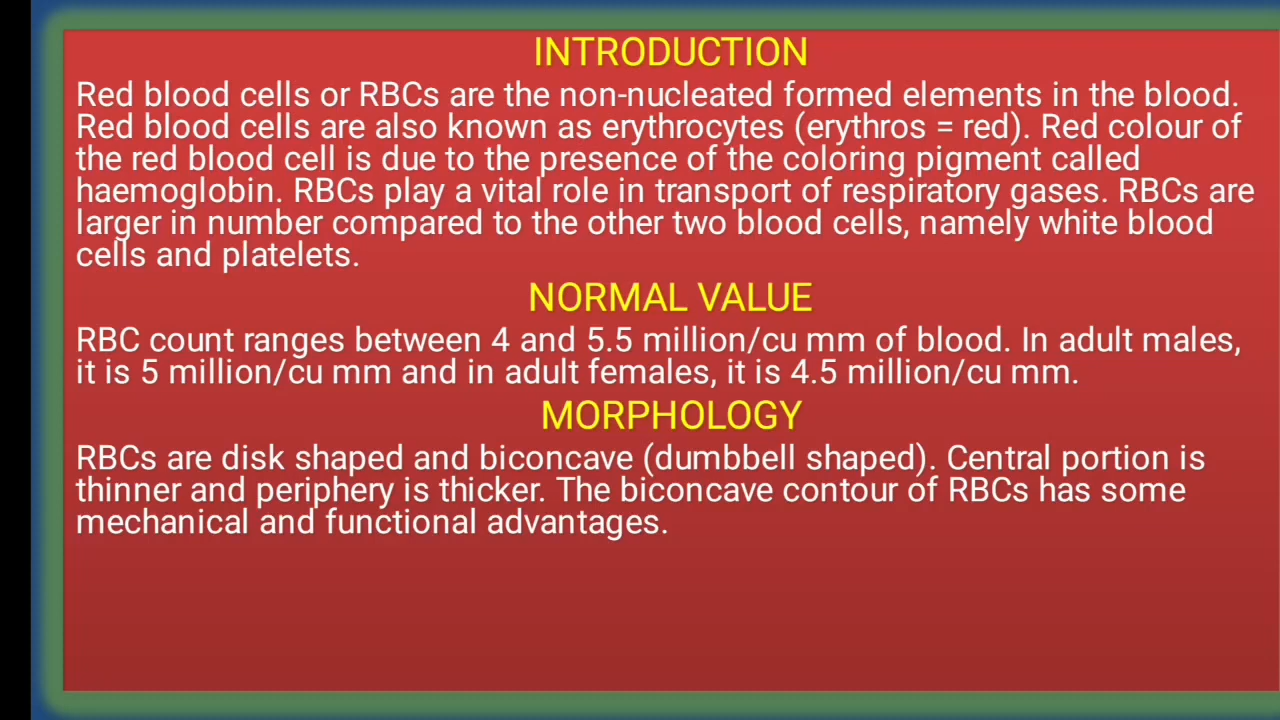 INTRODUCTION
Red blood cells or RBCs are the non-nucleated formed elements in the blood.
Red blood cells are also known as erythrocytes (erythros = red). Red colour of
the red blood cell is due to the presence of the coloring pigment called
haemoglobin. RBCs play a vital role in transport of respiratory gases. RBCs are
larger in number compared to the other two blood cells, namely white blood
cells and platelets.
NORMAL VALUE
RBC count ranges between 4 and 5.5 million/cu mm of blood. In adult males,
it is 5 million/cu mm and in adult females, it is 4.5 million/cu mm.
MORPHOLOGY
RBCs are disk shaped and biconcave (dumbbell shaped). Central portion is
thinner and periphery is thicker. The biconcave contour of RBCs has some
mechanical and functional advantages.